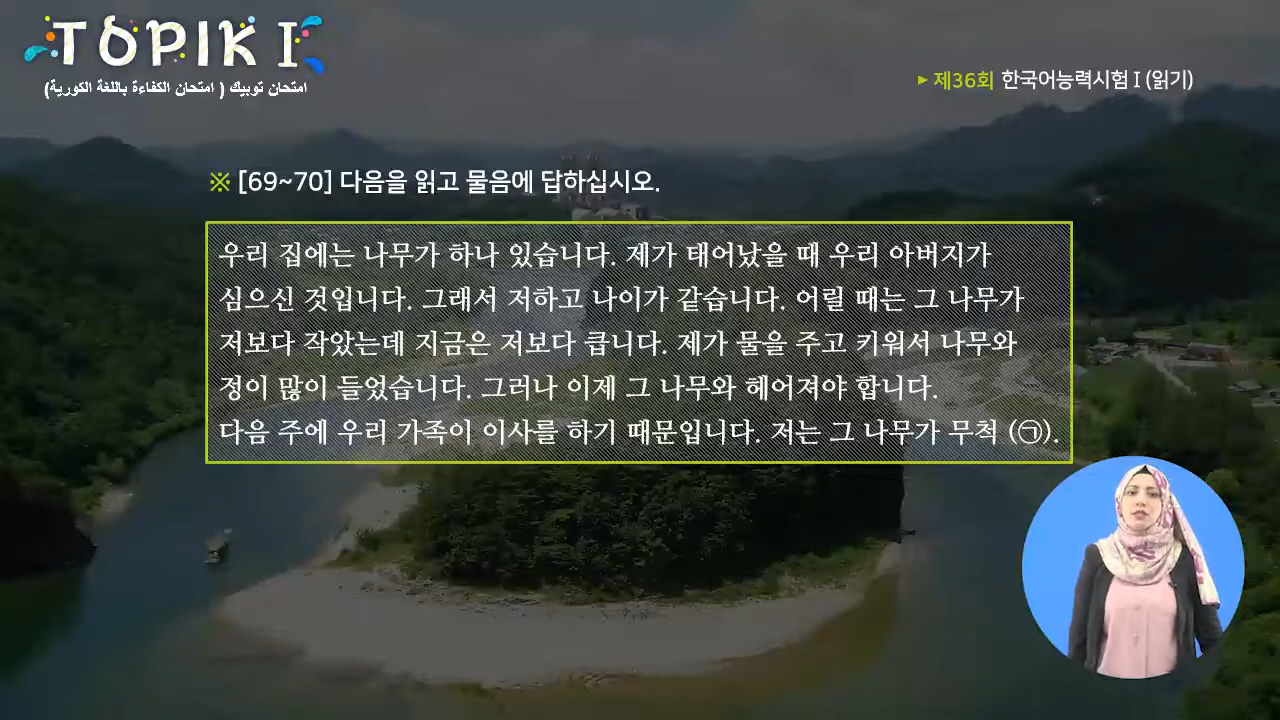 TOPIK I
امتحان توبيك ( امتحان الكفاءة باللغة الكورية)
▶ 제36회 한국어능력시험 I (읽기)
※ [69~70] 다음을 읽고 물음에 답하십시오.
우리 집에는 나무가 하나 있습니다. 제가 태어났을 때 우리 아버지가
심으신 것입니다. 그래서 저하고 나이가 같습니다. 어릴 때는 그 나무가
저보다 작았는데 지금은 저보다 큽니다. 제가 물을 주고 키워서 나무와
정이 많이 들었습니다. 그러나 이제 그 나무와 헤어져야 합니다.
다음 주에 우리 가족이 이사를 하기 때문입니다. 저는 그 나무가 무척 (㉠).